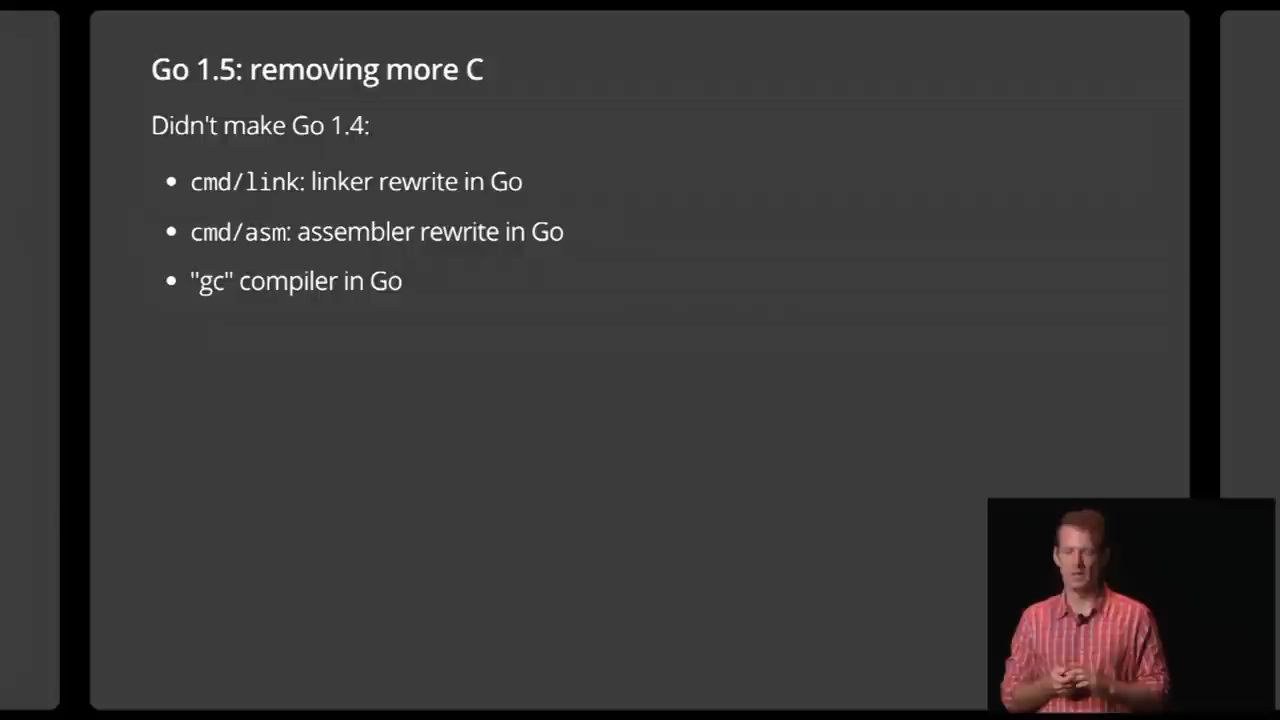 Go 1.5: removing more C
Didn't make Go 1.4:
• cmd/link: linker rewrite in Go
• cmd/asm: assembler rewrite in Go
• "gc" compiler in Go